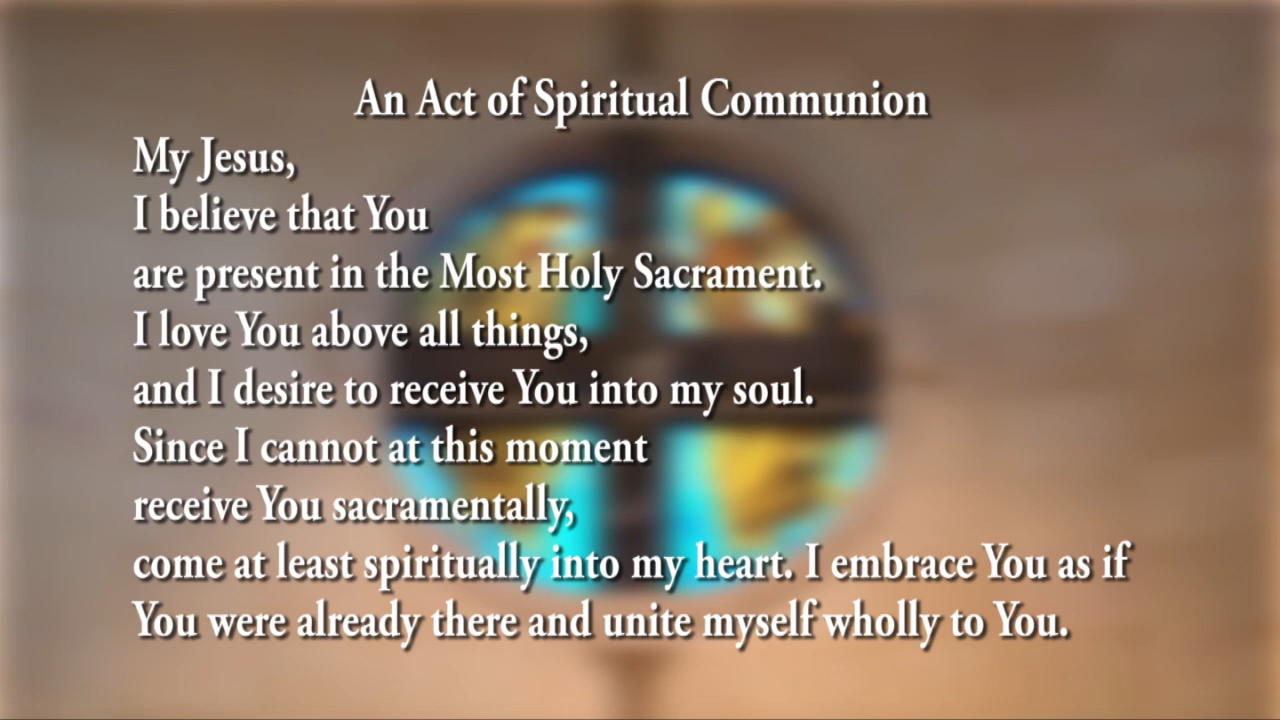 An Act of Spiritual Communion
My Jesus,
I believe that You
are present in the Most Holy Sacrament.
I love You above all things,
and I desire to receive You into my soul.
Since I cannot at this moment
receive You sacramentally,
come at least spiritually into my heart. I embrace You as if
You were already there and unite myself wholly to You.